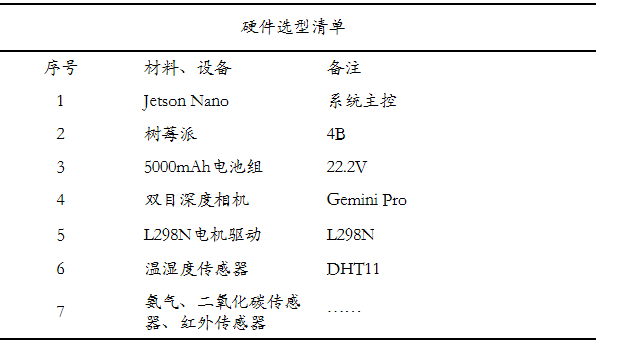 硬件选型清单
序号 材料、设备 备注
1 Jetson Nano 系统主控
2 树莓派 4B
3 5000mAh电池组 22.2V
4 双目深度相机 Gemini Pro
5 L298N电机驱动 L298N
6 温湿度传感器 DHT11
7 氨气、二氧化碳传感
器、红外传感器 ……